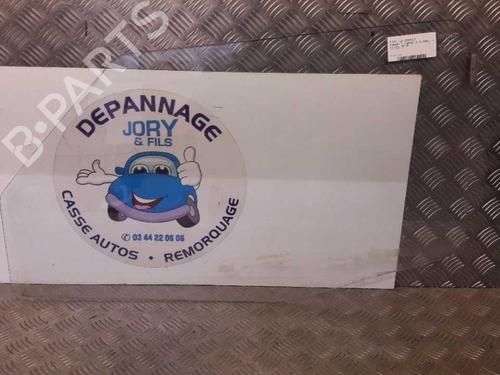 B-PARTS
DEPANNAGE
JORY
& FILS
03 44 22 06 06
CASSE AUTOS • REMORQUAGE